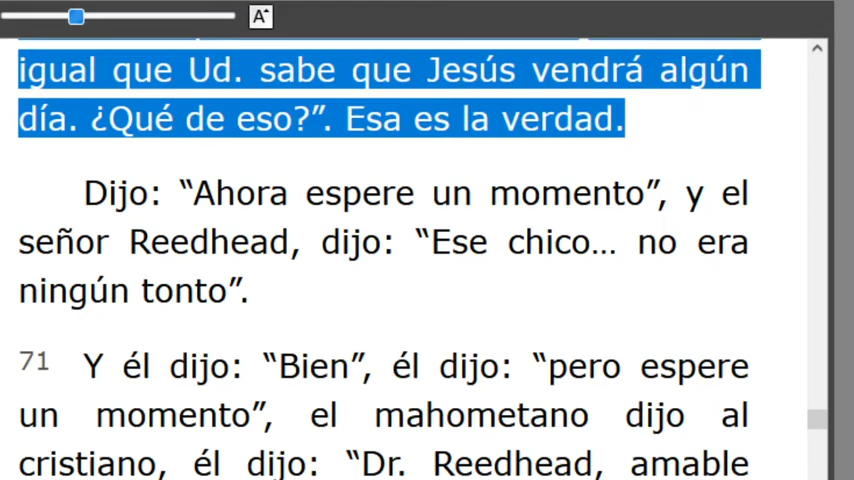 A
igual que Ud. sabe que Jesús vendrá algún
día. ¿Qué de eso?”. Esa es la verdad.
Dijo: “Ahora espere un momento”, y el
señor Reedhead, dijo: “Ese chico… no era
ningún tonto”.
71 Y él dijo: “Bien”, él dijo: “pero espere
un momento”, el mahometano dijo al
cristiano, él dijo: “Dr. Reedhead, amable